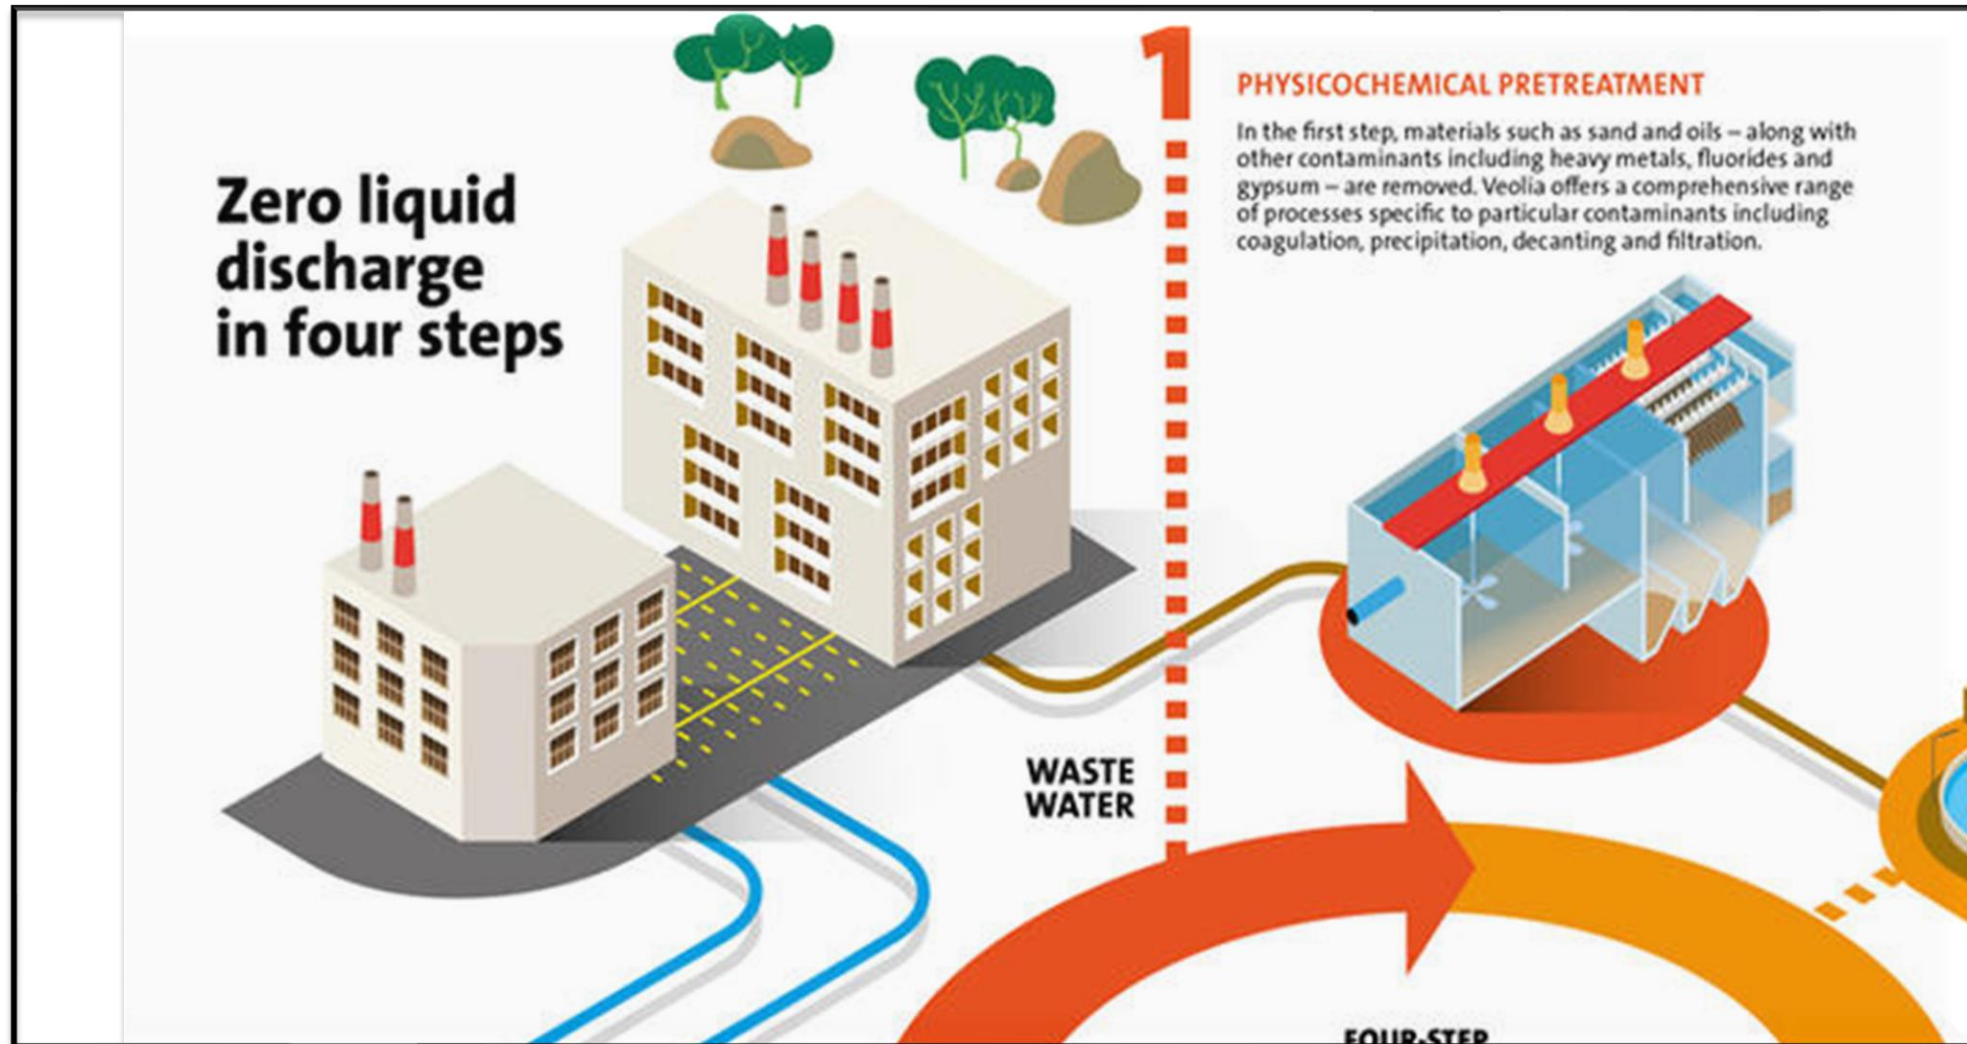 Zero liquid
discharge
in four steps
1
PHYSICOCHEMICAL PRETREATMENT
In the first step, materials such as sand and oils – along with
other contaminants including heavy metals, fluorides and
gypsum – are removed. Veolia offers a comprehensive range
of processes specific to particular contaminants including
coagulation, precipitation, decanting and filtration.
WASTE
WATER
FOUR-STEP